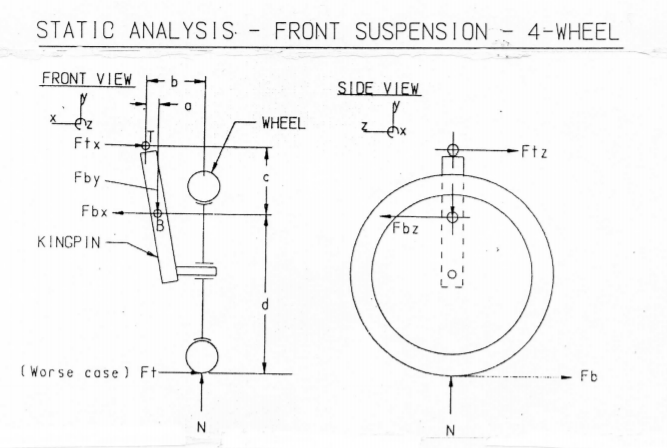 STATIC ANALYSIS - FRONT SUSPENSION - 4-WHEEL
FRONT VIEW
b
a
y
x
z
Ftx
T
WHEEL
Fby
c
Fbx
B
KINGPIN
d
(Worse case) Ft
N
SIDE VIEW
y
z
x
Ftz
Fbz
Fb
N